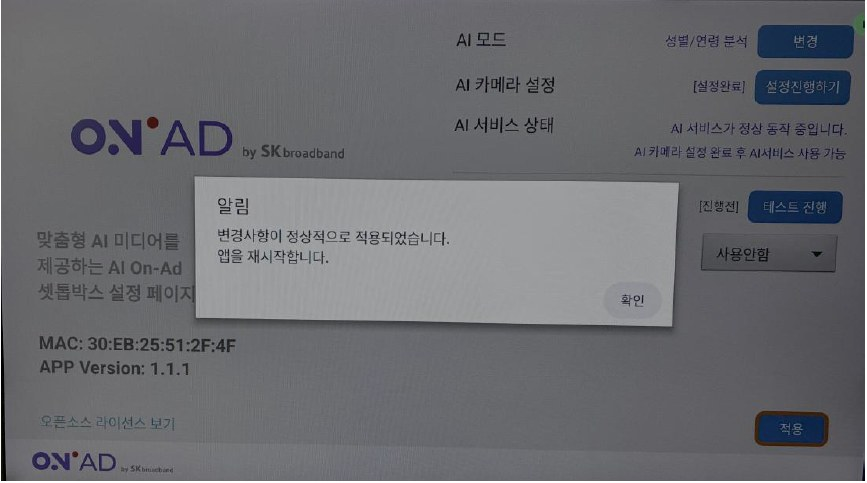 AI 모드
성별/연령 분석
변경
AI 카메라 설정
[설정완료]
설정진행하기
AI 서비스 상태
AI 서비스가 정상 동작 중입니다.
AI 카메라 설정 완료 후 AI서비스 사용 가능
ON AD by SK broadband
[진행전]
테스트 진행
사용안함
알림
변경사항이 정상적으로 적용되었습니다.
앱을 재시작합니다.
확인
맞춤형 AI 미디어를
제공하는 AI On-Ad
셋톱박스 설정 페이지
MAC: 30:EB:25:51:2F:4F
APP Version: 1.1.1
오픈소스 라이선스 보기
적용
ON AD by SK broadband